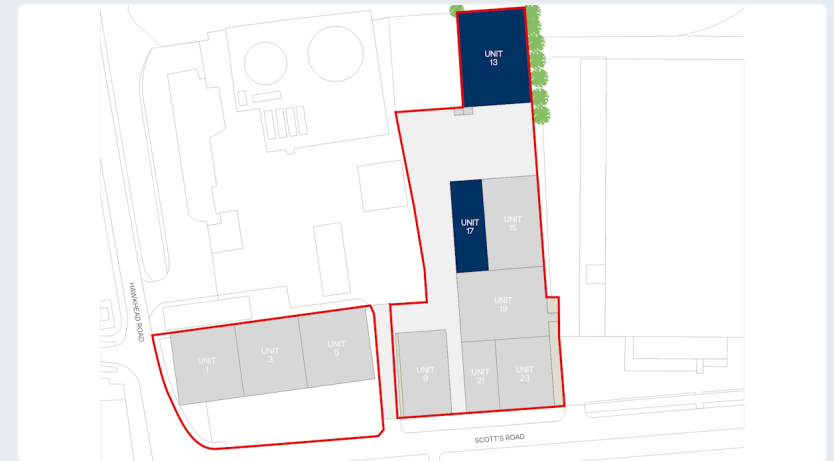 UNIT
13
UNIT
17
UNIT
15
UNIT
19
HAWKHEAD ROAD
UNIT
1
UNIT
3
UNIT
5
UNIT
9
UNIT
21
UNIT
23
SCOTT'S ROAD